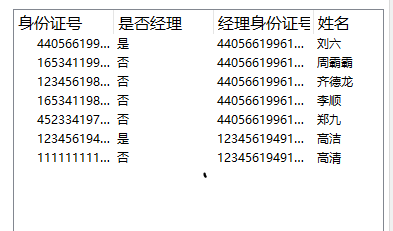 身份证号 是否经理 经理身份证号 姓名
440566199... 是 44056619961... 刘六
165341199... 否 44056619961... 周霸霸
123456198... 否 44056619961... 齐德龙
165341198... 否 44056619961... 李顺
452334197... 否 44056619961... 郑九
123456194... 是 12345619491... 高洁
111111111... 否 12345619491... 高清